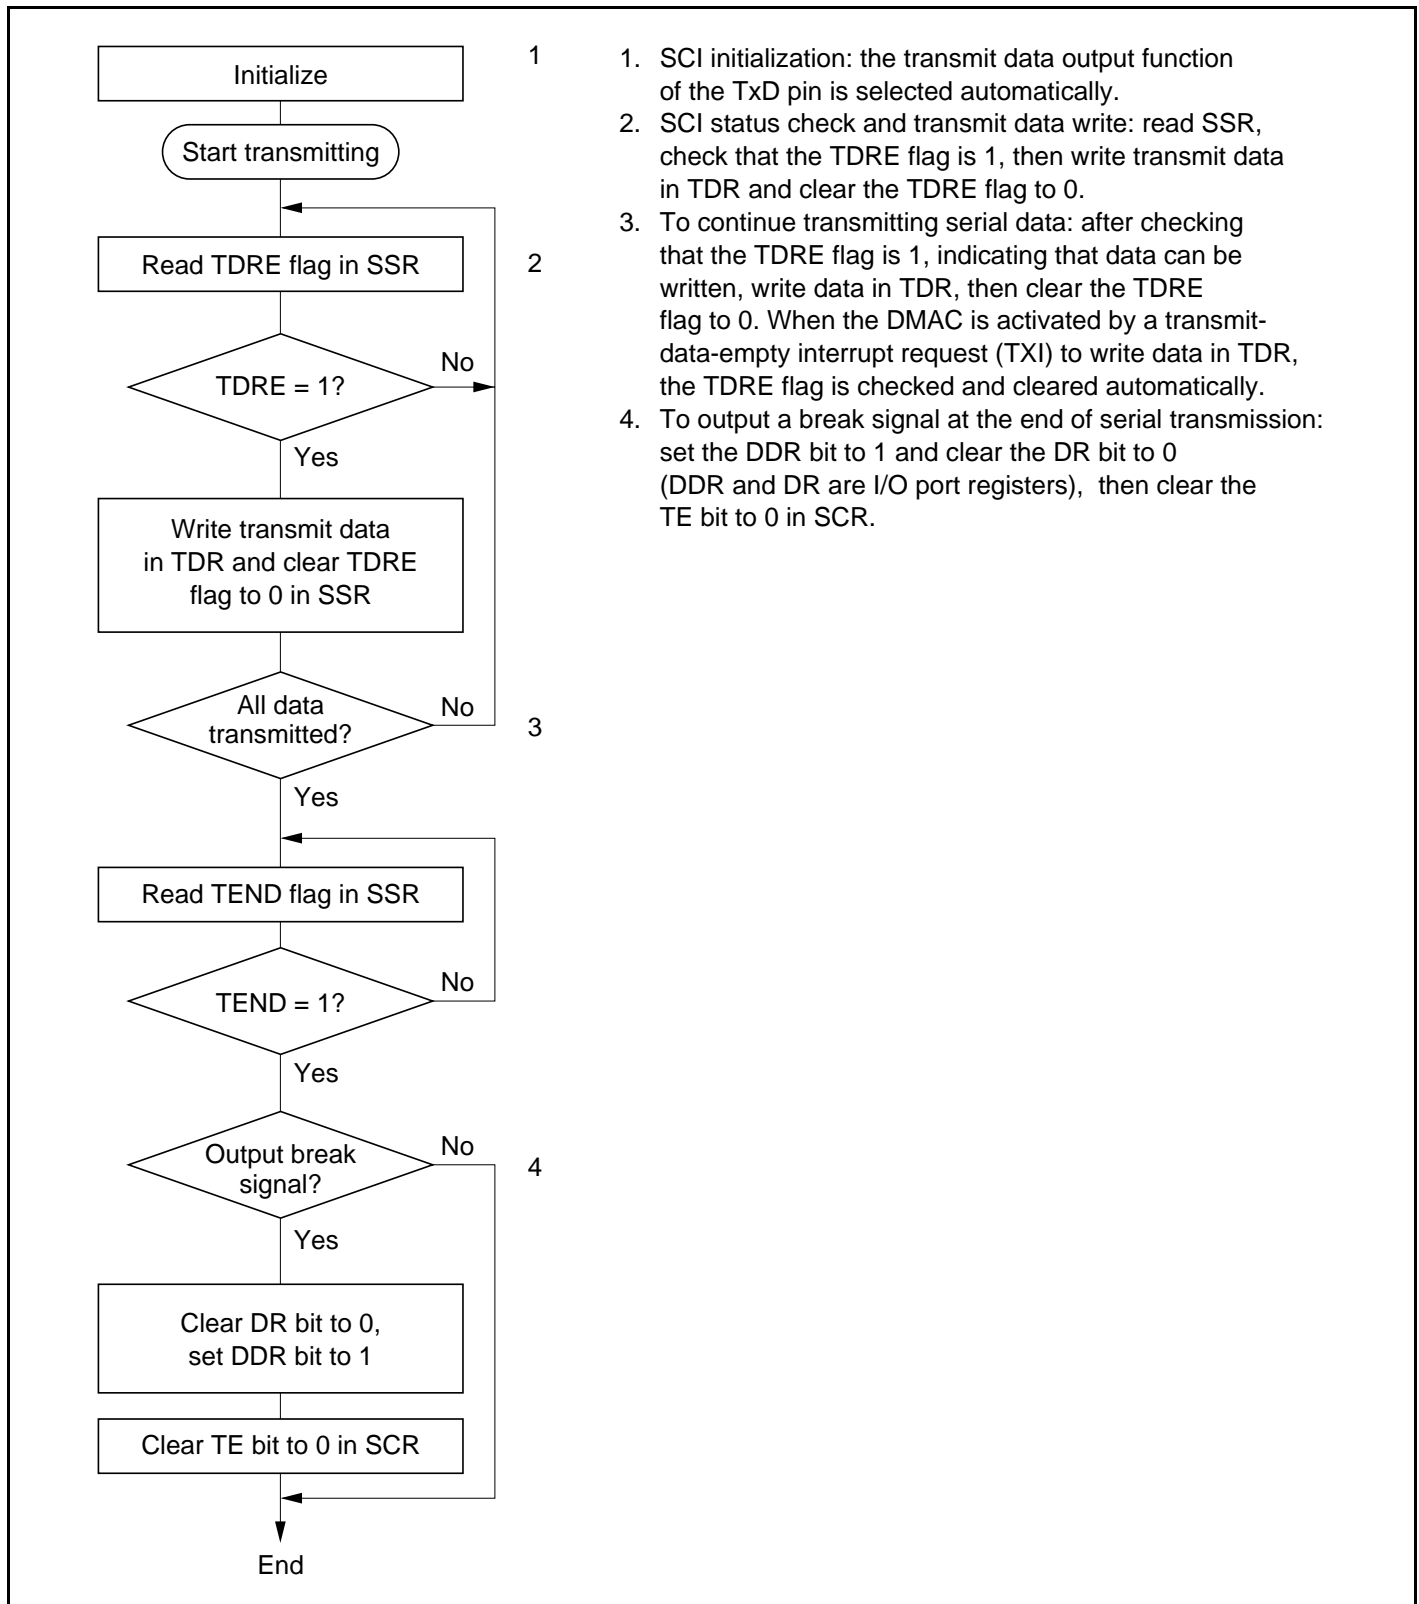 Initialize
1
Start transmitting
Read TDRE flag in SSR
2
TDRE = 1?
No
Yes
Write transmit data
in TDR and clear TDRE
flag to 0 in SSR
All data
transmitted?
No
3
Yes
Read TEND flag in SSR
TEND = 1?
No
Yes
Output break
signal?
No
4
Yes
Clear DR bit to 0,
set DDR bit to 1
Clear TE bit to 0 in SCR
End
1. SCI initialization: the transmit data output function
of the TxD pin is selected automatically.
2. SCI status check and transmit data write: read SSR,
check that the TDRE flag is 1, then write transmit data
in TDR and clear the TDRE flag to 0.
3. To continue transmitting serial data: after checking
that the TDRE flag is 1, indicating that data can be
written, write data in TDR, then clear the TDRE
flag to 0. When the DMAC is activated by a transmit-
data-empty interrupt request (TXI) to write data in TDR,
the TDRE flag is checked and cleared automatically.
4. To output a break signal at the end of serial transmission:
set the DDR bit to 1 and clear the DR bit to 0
(DDR and DR are I/O port registers), then clear the
TE bit to 0 in SCR.